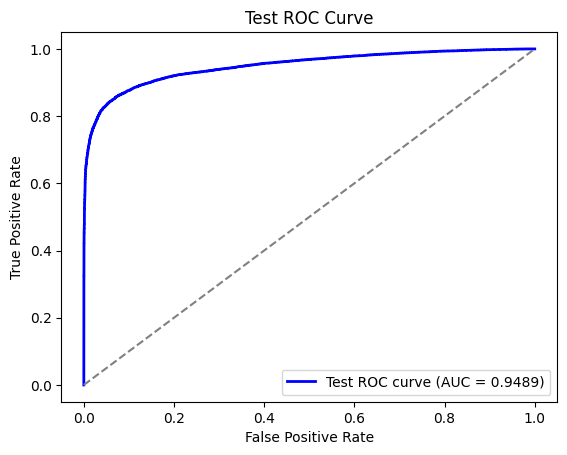 Test ROC Curve
True Positive Rate
1.0
0.8
0.6
0.4
0.2
0.0
Test ROC curve (AUC = 0.9489)
0.0 0.2 0.4 0.6 0.8 1.0
False Positive Rate